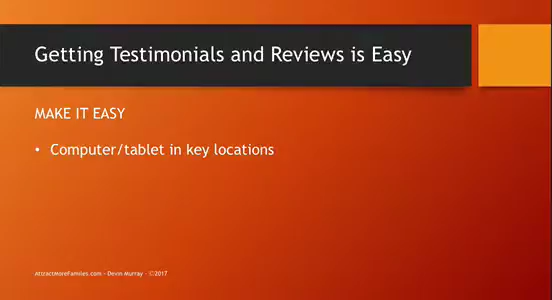 Getting Testimonials and Reviews is Easy
MAKE IT EASY
• Computer/tablet in key locations
AttractMoreFamilies.com - Devin Murray - ©2017